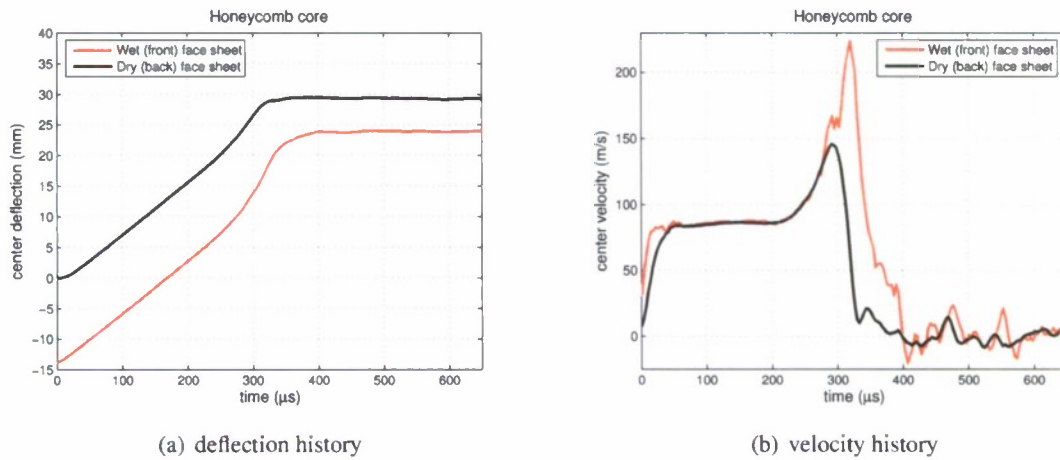 Honeycomb core
Wet (front) face sheet
Dry (back) face sheet
40
35
30
25
20
15
10
5
0
−5
−10
−15
center deflection (mm)
0 100 200 300 400 500 600
time (μs)
(a) deflection history
Honeycomb core
Wet (front) face sheet
Dry (back) face sheet
200
150
100
50
0
center velocity (m/s)
0 100 200 300 400 500 600
time (μs)
(b) velocity history